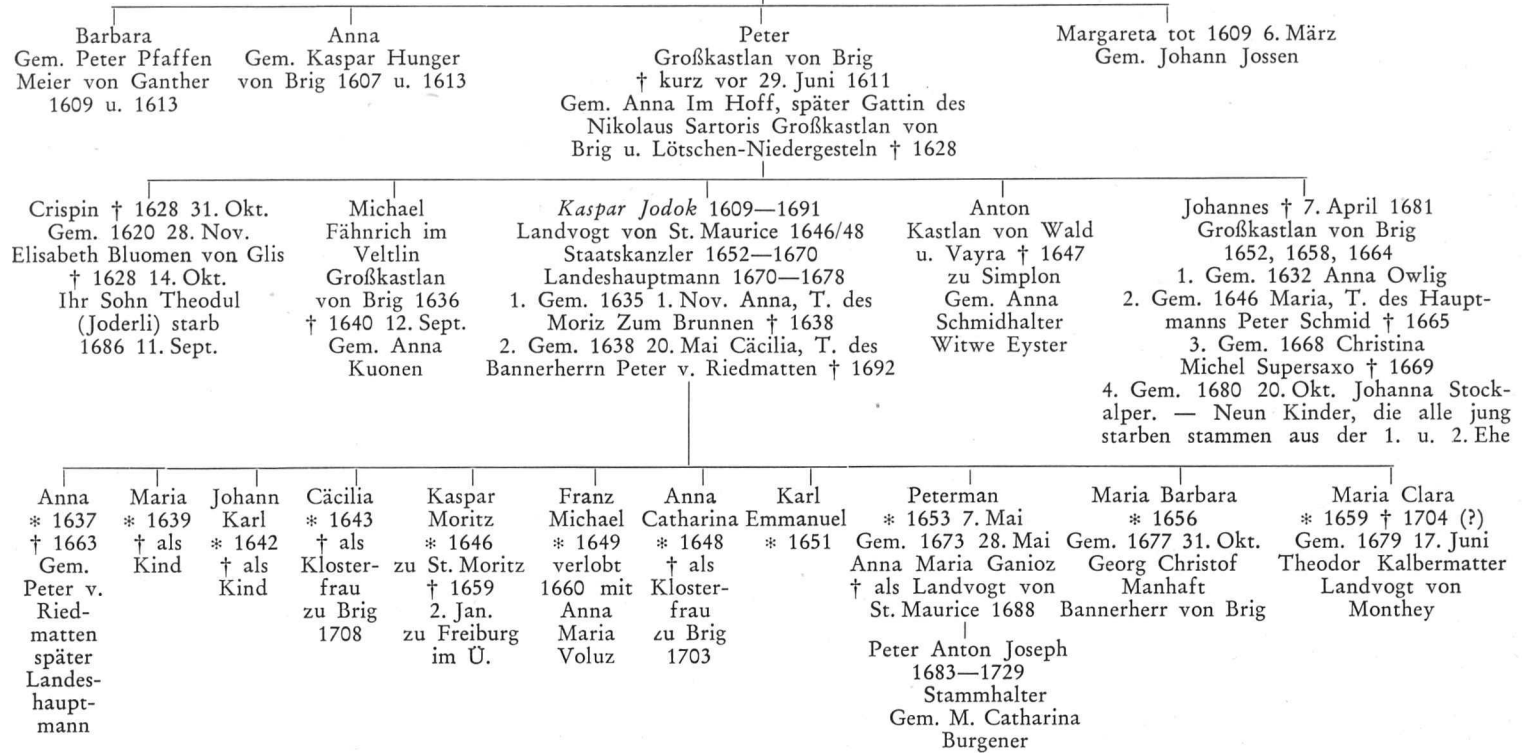 Barbara
Gem. Peter Pfaffen
Meier von Ganther
1609 u. 1613
Anna
Gem. Kaspar Hunger
von Brig 1607 u. 1613
Peter
Großkastlan von Brig
† kurz vor 29. Juni 1611
Gem. Anna Im Hoff, später Gattin des
Nikolaus Sartoris Großkastlan von
Brig u. Lötschen-Niedergesteln † 1628
Margareta tot 1609 6. März
Gem. Johann Jossen
Crispin † 1628 31. Okt.
Gem. 1620 28. Nov.
Elisabeth Bluomen von Glis
† 1628 14. Okt.
Ihr Sohn Theodul
(Joderli) starb
1686 11. Sept.
Michael
Fähnrich im
Veltlin
Großkastlan
von Brig 1636
† 1640 12. Sept.
Gem. Anna
Kuonen
Kaspar Jodok 1609—1691
Landvogt von St. Maurice 1646/48
Staatskanzler 1652—1670
Landeshauptmann 1670—1678
1. Gem. 1635 1. Nov. Anna, T. des
Moriz Zum Brunnen † 1638
2. Gem. 1638 20. Mai Cäcilia, T. des
Bannerherrn Peter v. Riedmatten † 1692
Anton
Kastlan von Wald
u. Vayra † 1647
zu Simplon
Gem. Anna
Schmidhalter
Witwe Eyster
Johannes † 7. April 1681
Großkastlan von Brig
1652, 1658, 1664
1. Gem. 1632 Anna Owlig
2. Gem. 1646 Maria, T. des Haupt-
manns Peter Schmid † 1665
3. Gem. 1668 Christina
Michel Supersaxo † 1669
4. Gem. 1680 20. Okt. Johanna Stock-
alper. — Neun Kinder, die alle jung
starben stammen aus der 1. u. 2. Ehe
Anna
* 1637
† 1663
Gem.
Peter v.
Ried-
matten
später
Landes-
haupt-
mann
Maria
* 1639
† als
Kind
Johann
Karl
* 1642
† als
Kind
Cäcilia
* 1643
† als
Kloster-
frau
zu Brig
1708
Kaspar
Moritz
* 1646
zu St. Moritz
† 1659
2. Jan.
zu Freiburg
im Ü.
Franz
Michael
* 1649
verlobt
1660 mit
Anna
Maria
Voluz
Anna
Catharina
* 1648
† als
Kloster-
frau
zu Brig
1703
Karl
Emmanuel
* 1651
Peterman
* 1653 7. Mai
Gem. 1673 28. Mai
Anna Maria Ganioz
† als Landvogt von
St. Maurice 1688
Peter Anton Joseph
1683—1729
Stammhalter
Gem. M. Catharina
Burgener
Maria Barbara
* 1656
Gem. 1677 31. Okt.
Georg Christof
Manhaft
Bannerherr von Brig
Maria Clara
* 1659 † 1704 (?)
Gem. 1679 17. Juni
Theodor Kalbermatter
Landvogt von
Monthey